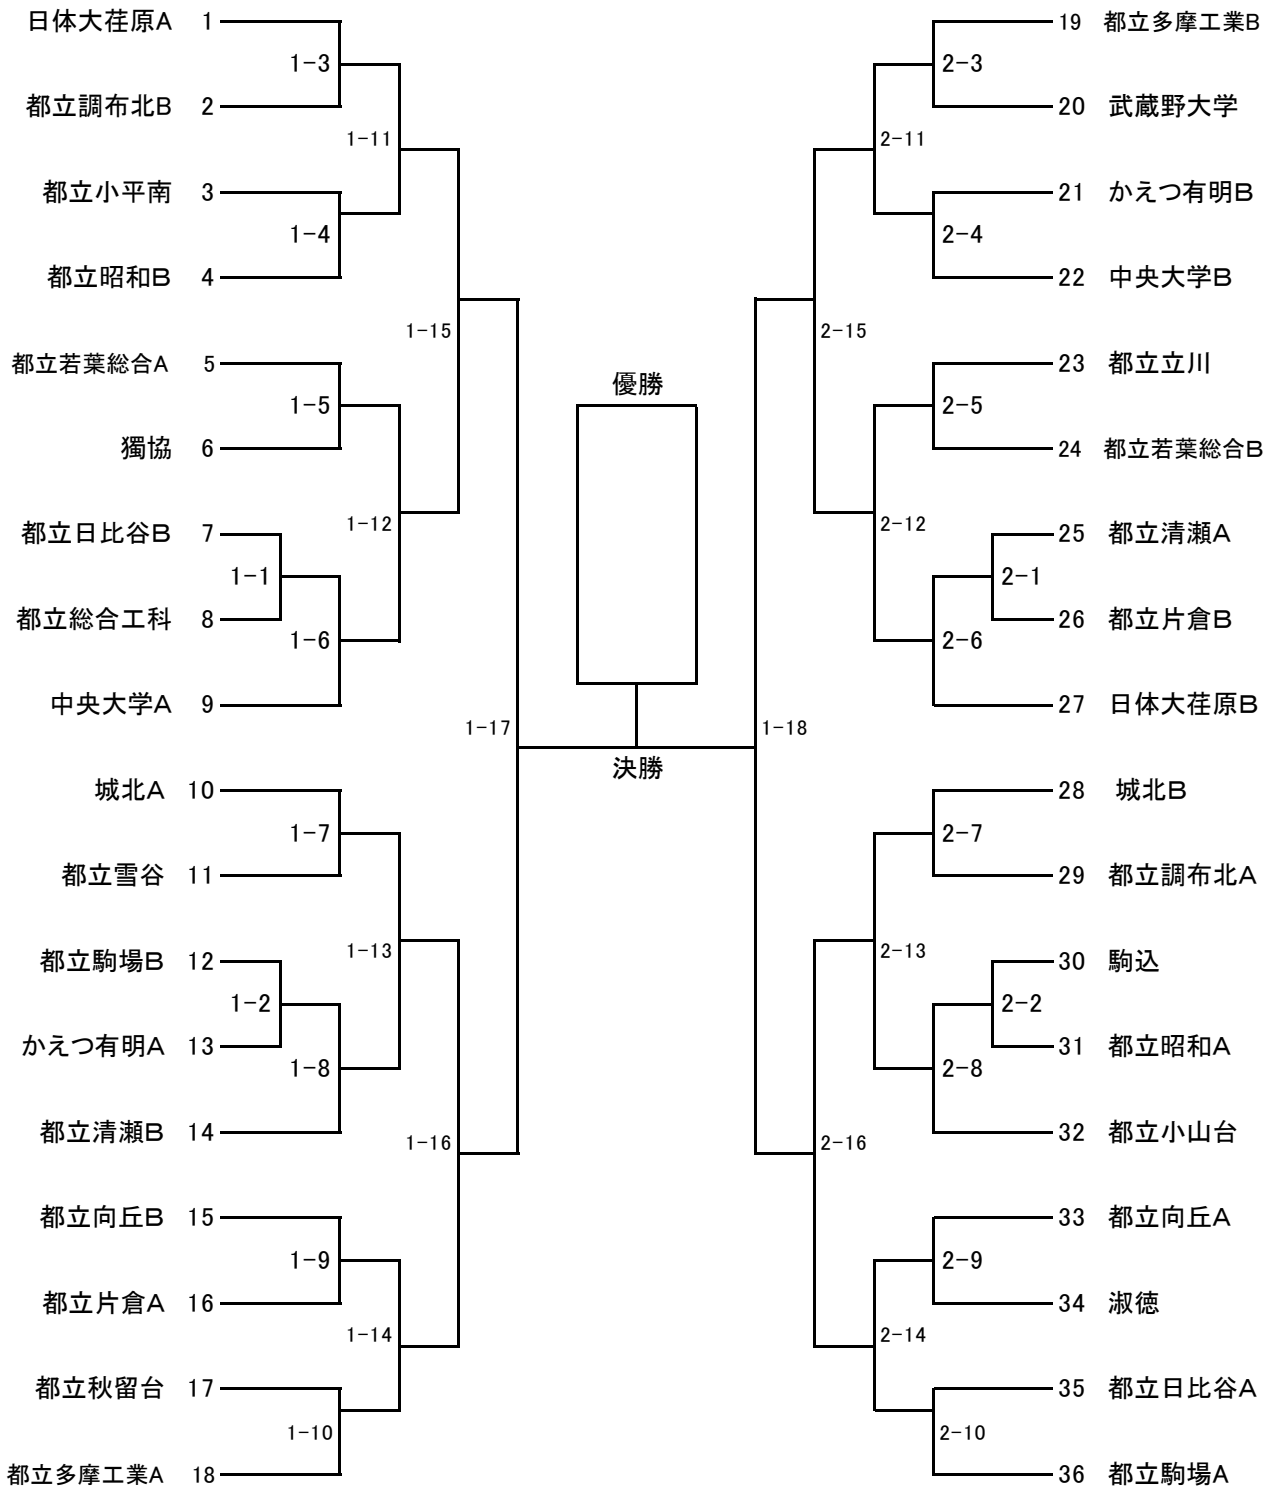 日体大荏原A 1
1-3
都立調布北B 2
1-11
都立小平南 3
1-4
都立昭和B 4
1-15
都立若葉総合A 5
1-5
獨協 6
1-12
都立日比谷B 7
1-1
都立総合工科 8
1-6
中央大学A 9
1-17
城北A 10
1-7
都立雪谷 11
1-13
都立駒場B 12
1-2
かえつ有明A 13
1-8
都立清瀬B 14
1-16
都立向丘B 15
1-9
都立片倉A 16
1-14
都立秋留台 17
1-10
都立多摩工業A 18
優勝
決勝
19 都立多摩工業B
2-3
20 武蔵野大学
2-11
21 かえつ有明B
2-4
22 中央大学B
2-15
23 都立立川
2-5
24 都立若葉総合B
2-12
25 都立清瀬A
2-1
26 都立片倉B
2-6
27 日体大荏原B
1-18
28 城北B
2-7
29 都立調布北A
2-13
30 駒込
2-2
31 都立昭和A
2-8
32 都立小山台
2-16
33 都立向丘A
2-9
34 淑徳
2-14
35 都立日比谷A
2-10
36 都立駒場A